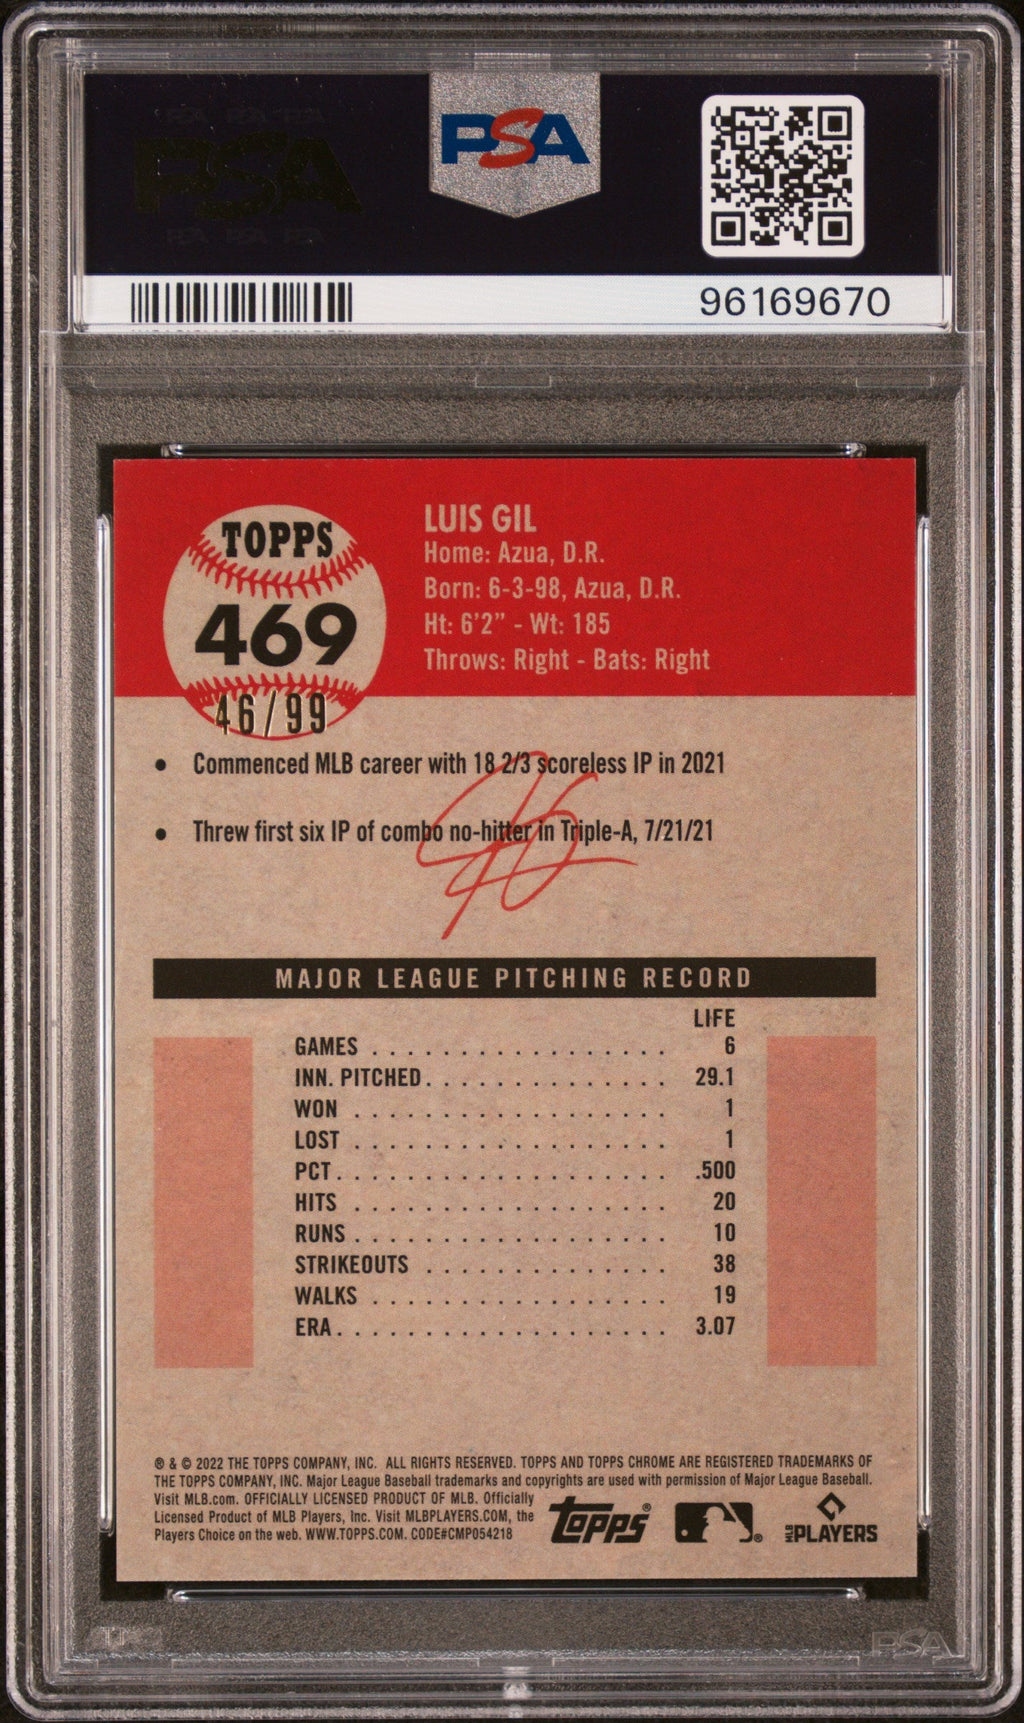 PSA
PSA
96169670
TOPPS
469
46/99
LUIS GIL
Home: Azua, D.R.
Born: 6-3-98, Azua, D.R.
Ht: 6'2" - Wt: 185
Throws: Right - Bats: Right
• Commenced MLB career with 18 2/3 scoreless IP in 2021
• Threw first six IP of combo no-hitter in Triple-A, 7/21/21
MAJOR LEAGUE PITCHING RECORD
LIFE
GAMES . . . . . . . . . . . . . . . . . 6
INN. PITCHED. . . . . . . . . . . . . . 29.1
WON . . . . . . . . . . . . . . . . . . 1
LOST . . . . . . . . . . . . . . . . . . 1
PCT. . . . . . . . . . . . . . . . . . . .500
HITS . . . . . . . . . . . . . . . . . . 20
RUNS . . . . . . . . . . . . . . . . . . 10
STRIKEOUTS . . . . . . . . . . . . . . 38
WALKS . . . . . . . . . . . . . . . . . 19
ERA. . . . . . . . . . . . . . . . . . . 3.07
® & © 2022 THE TOPPS COMPANY, INC. ALL RIGHTS RESERVED. TOPPS AND TOPPS CHROME ARE REGISTERED TRADEMARKS OF
THE TOPPS COMPANY, INC. Major League Baseball trademarks and copyrights are used with permission of Major League Baseball.
Visit MLB.com. OFFICIALLY LICENSED PRODUCT OF MLB. Officially
Licensed Product of MLB Players, Inc. Visit MLBPLAYERS.COM, the
Players Choice on the web. WWW.TOPPS.COM. CODE#CMP054218
Topps®
®
MLB PLAYERS
PSA